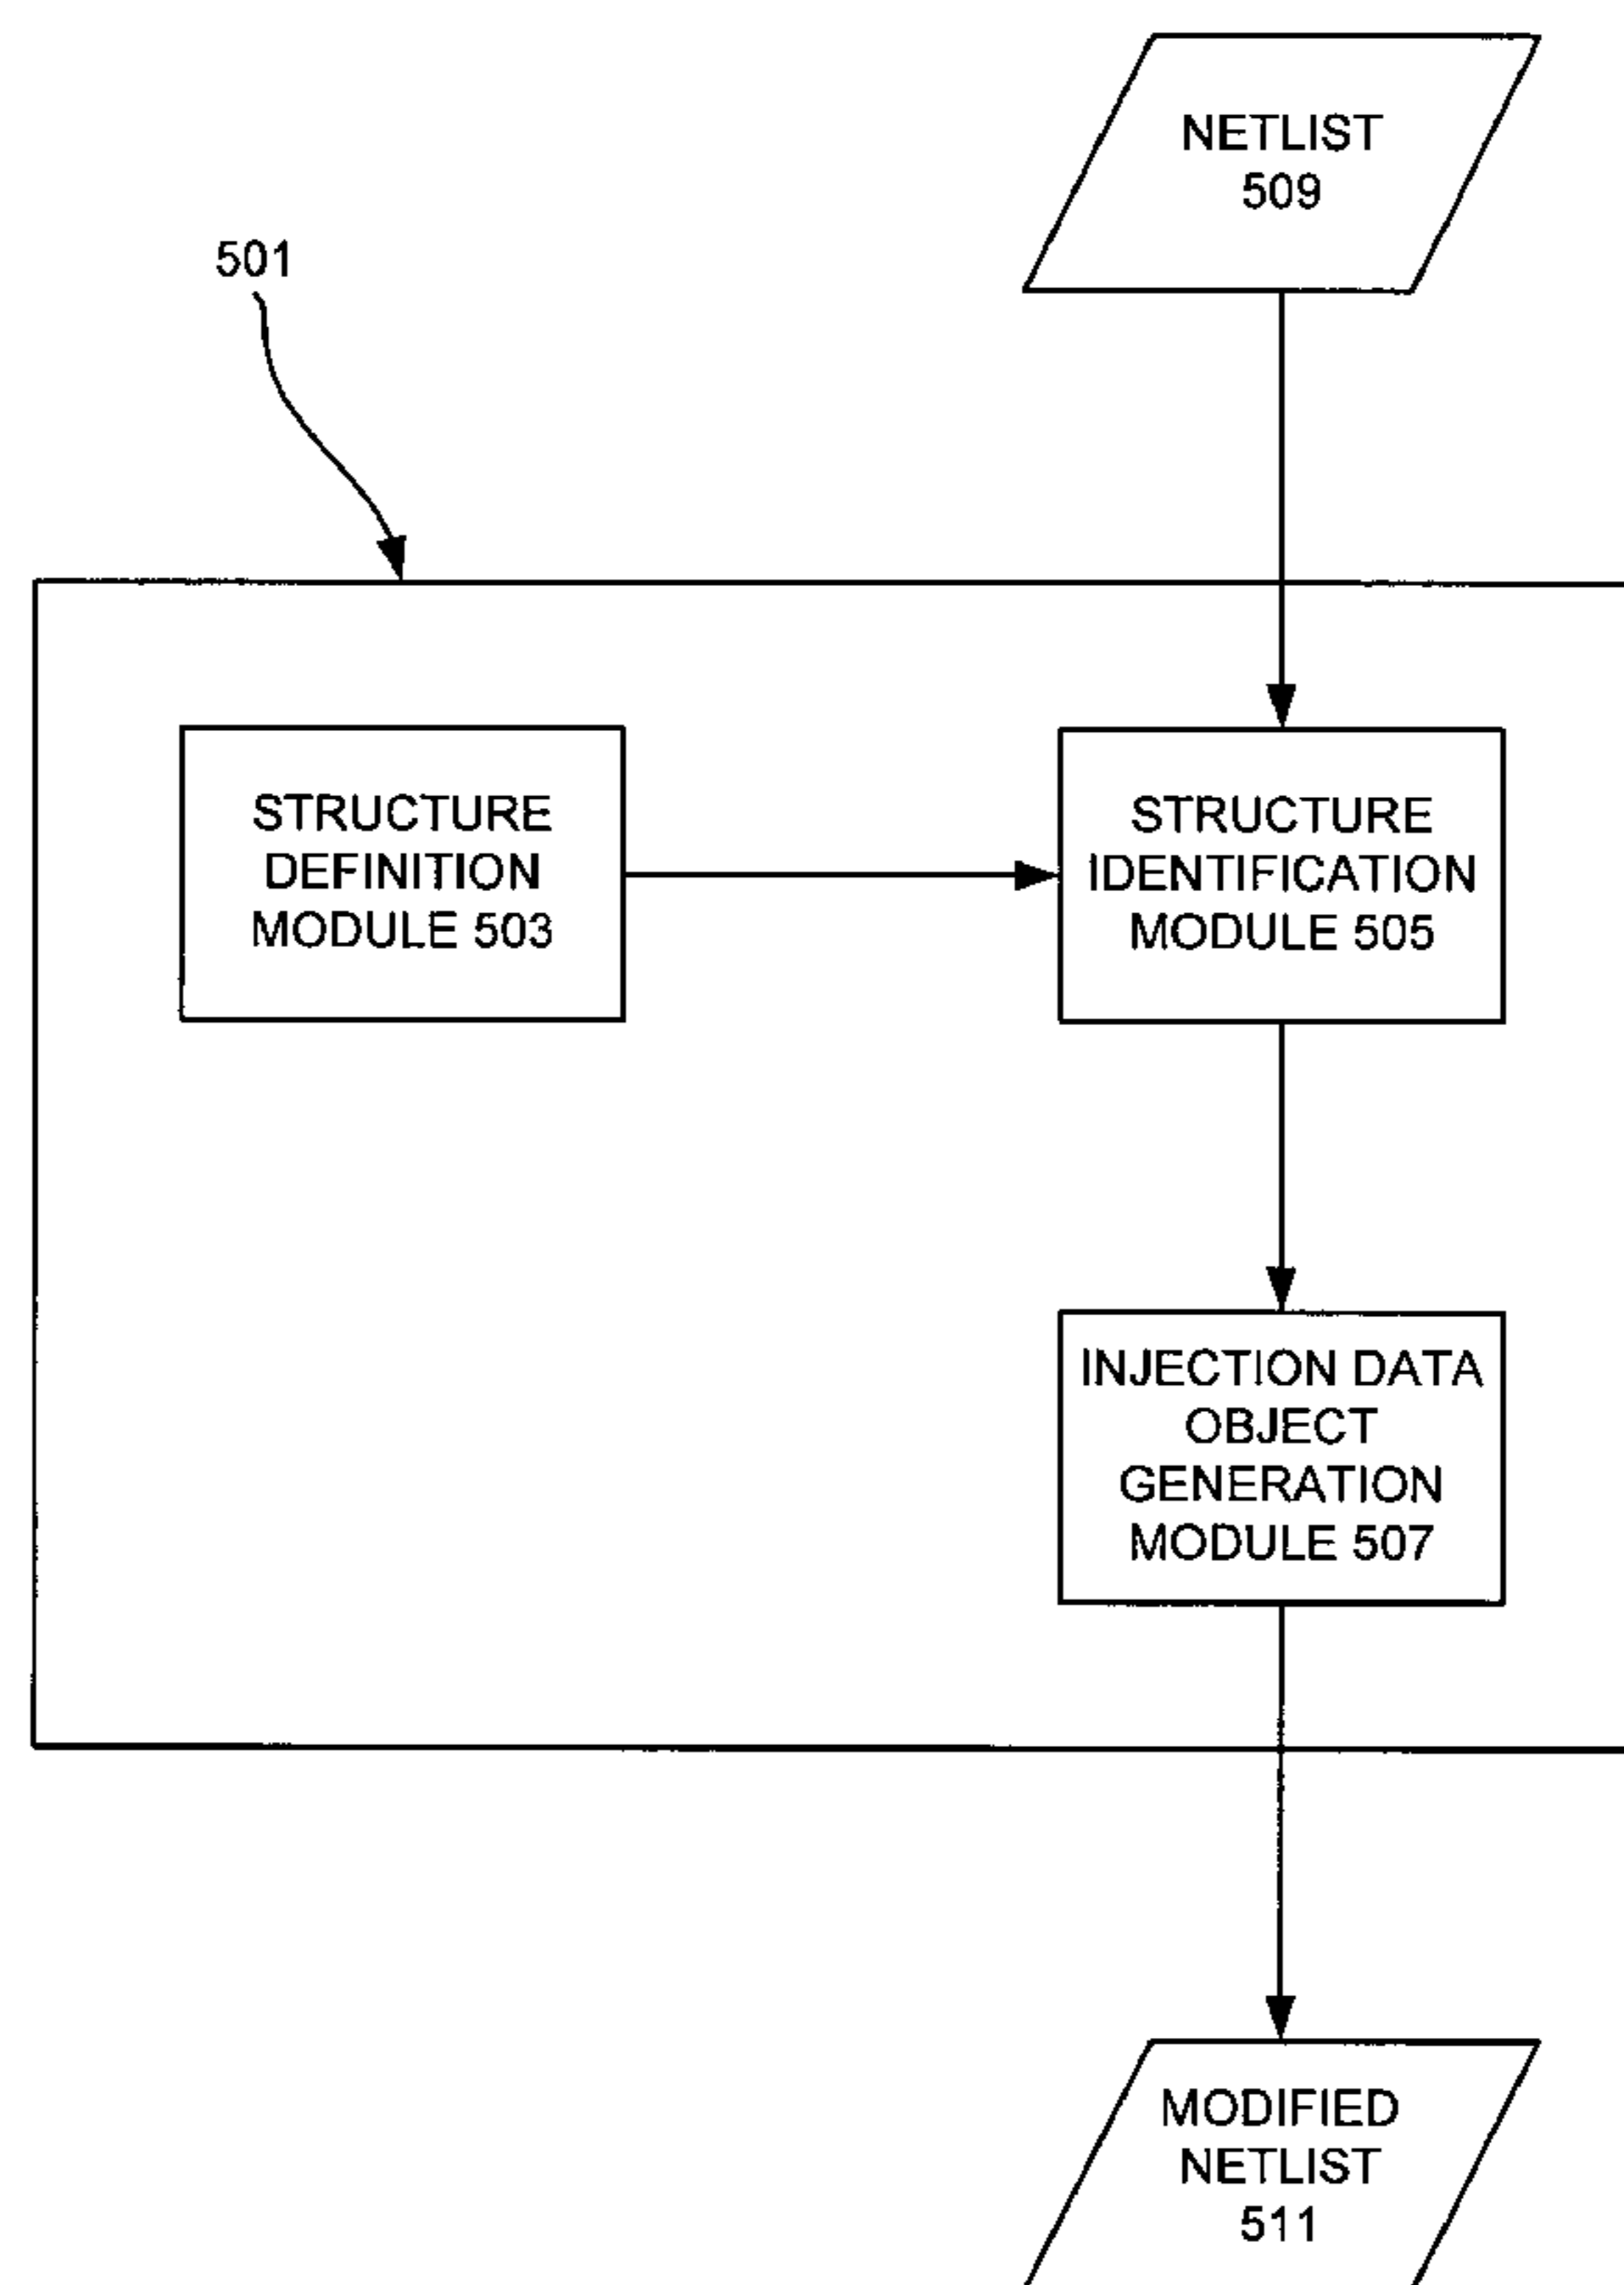 NETLIST
509
501
STRUCTURE
DEFINITION
MODULE 503
STRUCTURE
IDENTIFICATION
MODULE 505
INJECTION DATA
OBJECT
GENERATION
MODULE 507
MODIFIED
NETLIST
511